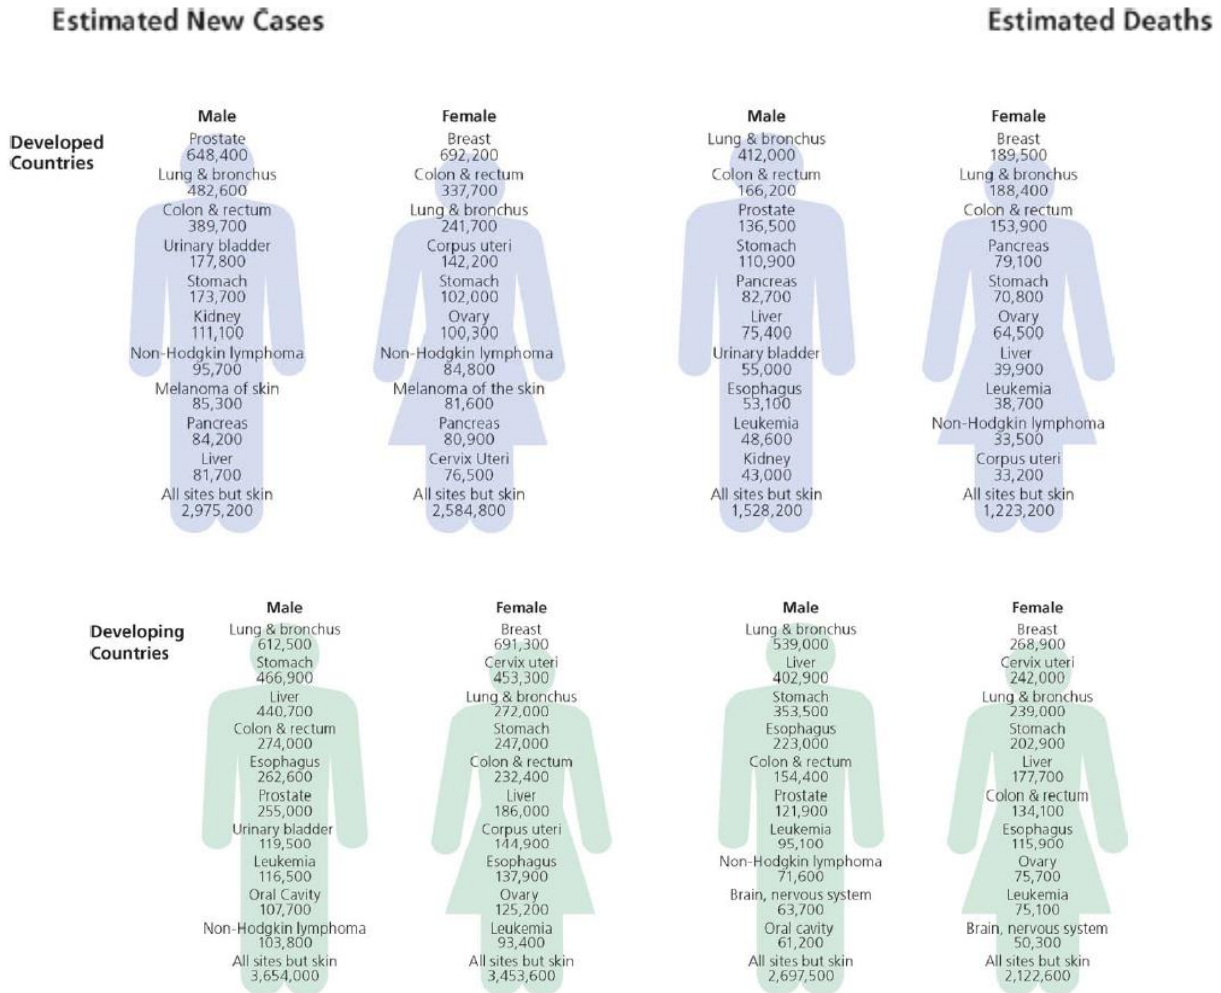 Estimated New Cases
Estimated Deaths
Developed
Countries
Male
Prostate
648,400
Lung & bronchus
482,600
Colon & rectum
389,700
Urinary bladder
177,800
Stomach
173,700
Kidney
111,100
Non-Hodgkin lymphoma
95,700
Melanoma of skin
85,300
Pancreas
84,200
Liver
81,700
All sites but skin
2,975,200
Female
Breast
692,200
Colon & rectum
337,700
Lung & bronchus
241,700
Corpus uteri
142,200
Stomach
102,000
Ovary
100,300
Non-Hodgkin lymphoma
84,800
Melanoma of the skin
81,600
Pancreas
80,900
Cervix Uteri
76,500
All sites but skin
2,584,800
Male
Lung & bronchus
412,000
Colon & rectum
166,200
Prostate
136,500
Stomach
110,900
Pancreas
82,700
Liver
75,400
Urinary bladder
55,000
Esophagus
53,100
Leukemia
48,600
Kidney
43,000
All sites but skin
1,528,200
Female
Breast
189,500
Lung & bronchus
188,400
Colon & rectum
153,900
Pancreas
79,100
Stomach
70,800
Ovary
64,500
Liver
39,900
Leukemia
38,700
Non-Hodgkin lymphoma
33,500
Corpus uteri
33,200
All sites but skin
1,223,200
Developing
Countries
Male
Lung & bronchus
612,500
Stomach
466,900
Liver
440,700
Colon & rectum
274,000
Esophagus
262,600
Prostate
255,000
Urinary bladder
119,500
Leukemia
116,500
Oral Cavity
107,700
Non-Hodgkin lymphoma
103,800
All sites but skin
3,654,000
Female
Breast
691,300
Cervix uteri
453,300
Lung & bronchus
272,000
Stomach
247,000
Colon & rectum
232,400
Liver
186,000
Corpus uteri
144,900
Esophagus
137,900
Ovary
125,200
Leukemia
93,400
All sites but skin
3,453,600
Male
Lung & bronchus
539,000
Liver
402,900
Stomach
353,500
Esophagus
223,000
Colon & rectum
154,400
Prostate
121,900
Leukemia
95,100
Non-Hodgkin lymphoma
71,600
Brain, nervous system
63,700
Oral cavity
61,200
All sites but skin
2,697,500
Female
Breast
268,900
Cervix uteri
242,000
Lung & bronchus
239,000
Stomach
202,900
Liver
177,700
Colon & rectum
134,100
Esophagus
115,900
Ovary
75,700
Leukemia
75,100
Brain, nervous system
50,300
All sites but skin
2,122,600